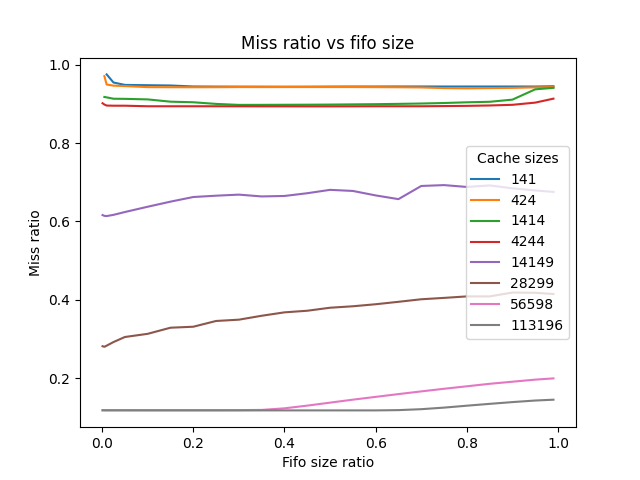 Miss ratio vs fifo size
Miss ratio
1.0
0.8
0.6
0.4
0.2
0.0 0.2 0.4 0.6 0.8 1.0
Fifo size ratio
Cache sizes
141
424
1414
4244
14149
28299
56598
113196